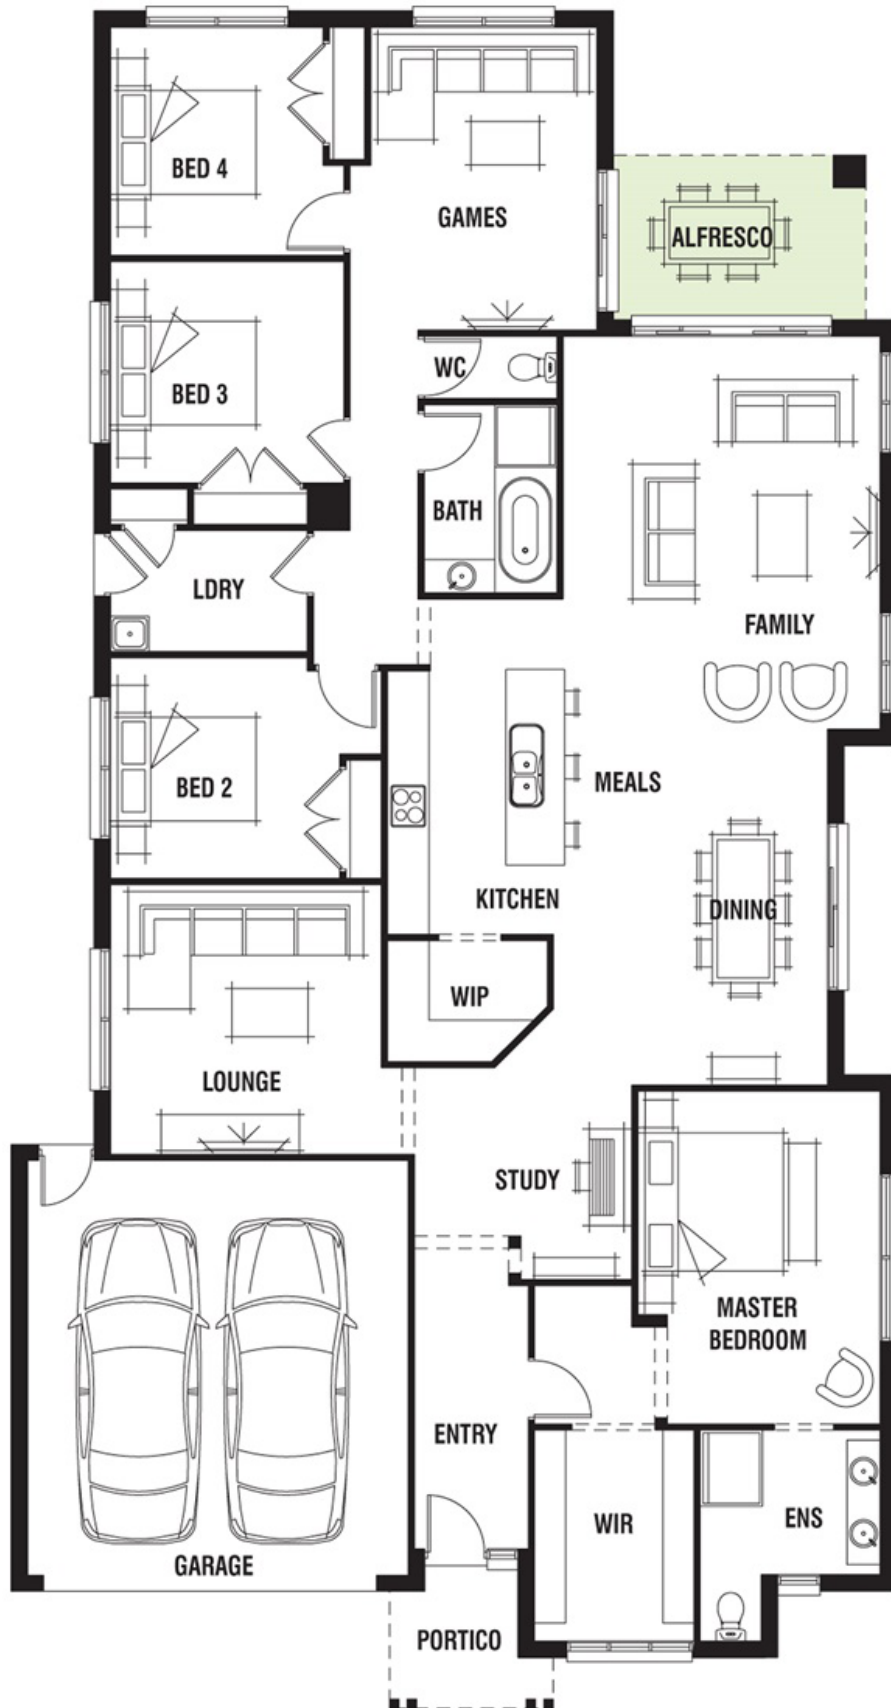 BED 4
GAMES
ALFRESCO
WC
BED 3
BATH
LDRY
FAMILY
BED 2
MEALS
KITCHEN
DINING
WIP
LOUNGE
STUDY
MASTER
BEDROOM
ENTRY
WIR
ENS
GARAGE
PORTICO